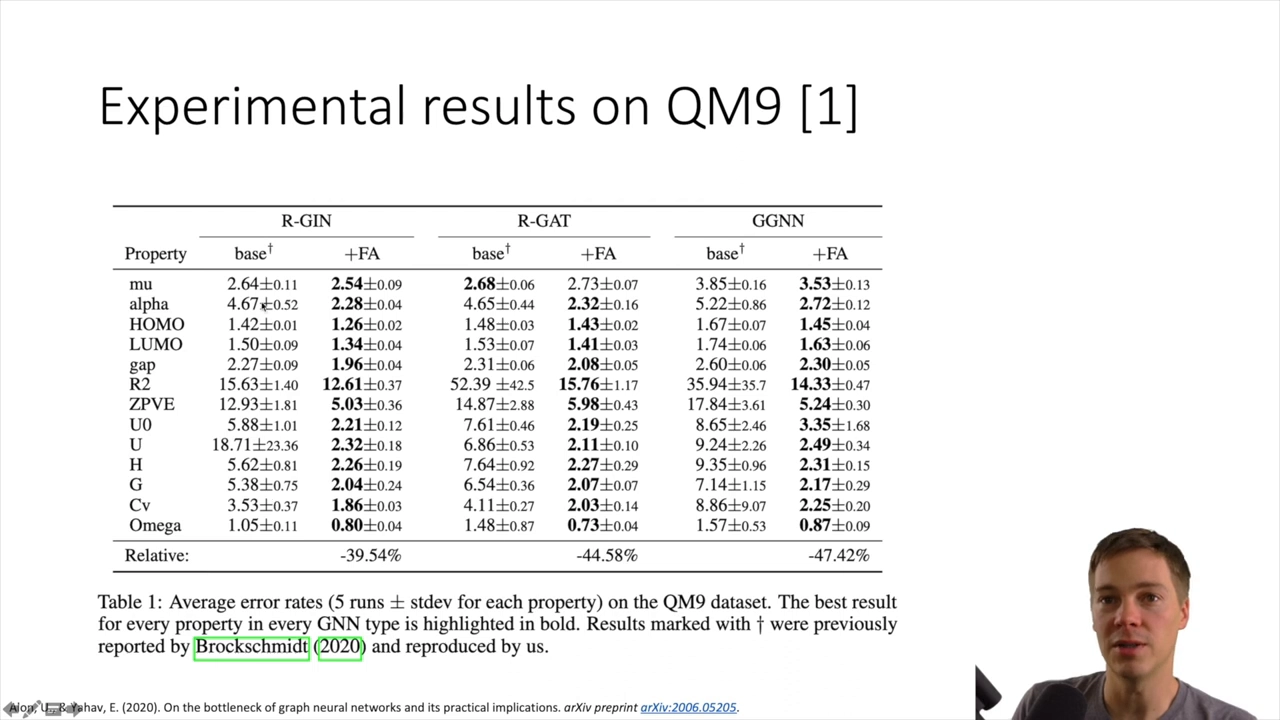 Experimental results on QM9 [1]
R-GIN R-GAT GGNN
Property base† +FA base† +FA base† +FA
mu 2.64±0.11 2.54±0.09 2.68±0.06 2.73±0.07 3.85±0.16 3.53±0.13
alpha 4.67±0.52 2.28±0.04 4.65±0.44 2.32±0.16 5.22±0.86 2.72±0.12
HOMO 1.42±0.01 1.26±0.02 1.48±0.03 1.43±0.02 1.67±0.07 1.45±0.04
LUMO 1.50±0.09 1.34±0.04 1.53±0.07 1.41±0.03 1.74±0.06 1.63±0.06
gap 2.27±0.09 1.96±0.04 2.31±0.06 2.08±0.05 2.60±0.06 2.30±0.05
R2 15.63±1.40 12.61±0.37 52.39 ±42.5 15.76±1.17 35.94±35.7 14.33±0.47
ZPVE 12.93±1.81 5.03±0.36 14.87±2.88 5.98±0.43 17.84±3.61 5.24±0.30
U0 5.88±1.01 2.21±0.12 7.61±0.46 2.19±0.25 8.65±2.46 3.35±1.68
U 18.71±23.36 2.32±0.18 6.86±0.53 2.11±0.10 9.24±2.26 2.49±0.34
H 5.62±0.81 2.26±0.19 7.64±0.92 2.27±0.29 9.35±0.96 2.31±0.15
G 5.38±0.75 2.04±0.24 6.54±0.36 2.07±0.07 7.14±1.15 2.17±0.29
Cv 3.53±0.37 1.86±0.03 4.11±0.27 2.03±0.14 8.86±9.07 2.25±0.20
Omega 1.05±0.11 0.80±0.04 1.48±0.87 0.73±0.04 1.57±0.53 0.87±0.09
Relative: -39.54% -44.58% -47.42%
Table 1: Average error rates (5 runs ± stdev for each property) on the QM9 dataset. The best result
for every property in every GNN type is highlighted in bold. Results marked with † were previously
reported by Brockschmidt (2020) and reproduced by us.
Alon, U., & Yahav, E. (2020). On the bottleneck of graph neural networks and its practical implications. arXiv preprint arXiv:2006.05205.